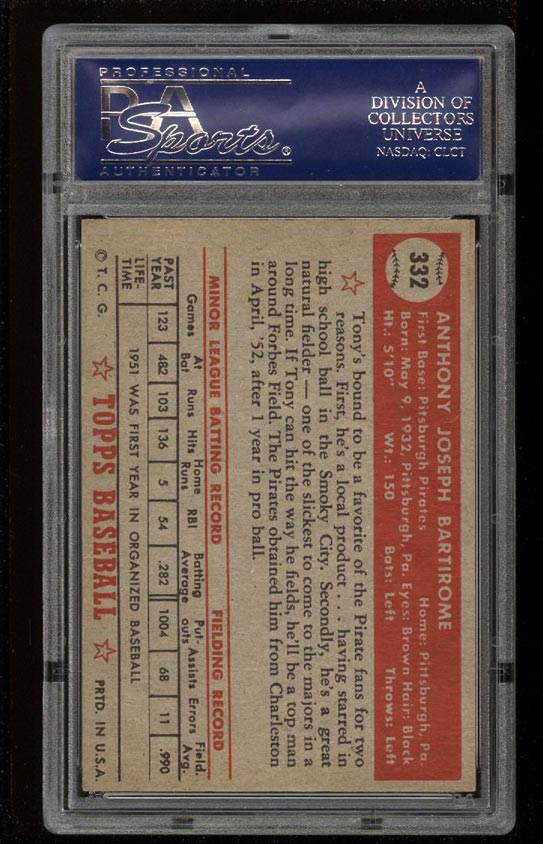 PROFESSIONAL
PSA
Sports®
AUTHENTICATOR
A
DIVISION OF
COLLECTORS
UNIVERSE
NASDAQ: CLCT
332
ANTHONY JOSEPH BARTIROME
First Base: Pittsburgh Pirates Home: Pittsburgh, Pa.
Born: May 9, 1932, Pittsburgh, Pa. Eyes: Brown Hair: Black
Ht.: 5'10" Wt.: 150 Bats: Left Throws: Left
Tony's bound to be a favorite of the Pirate fans for two
reasons. First, he's a local product . . . having starred in
high school ball in the Smoky City. Secondly, he's a great
natural fielder — one of the slickest to come to the majors in a
long time. If Tony can hit the way he fields, he'll be a top man
around Forbes Field. The Pirates obtained him from Charleston
in April, '52, after 1 year in pro ball.
MINOR LEAGUE BATTING RECORD FIELDING RECORD
Games At Bat Runs Hits Home Runs RBI Batting Average Put-outs Assists Errors Field. Avg.
PAST YEAR 123 482 103 136 5 54 .282 1004 68 11 .990
LIFE-TIME 1951 WAS FIRST YEAR IN ORGANIZED BASEBALL
© T. C. G. TOPPS BASEBALL PRTD. IN U.S.A.